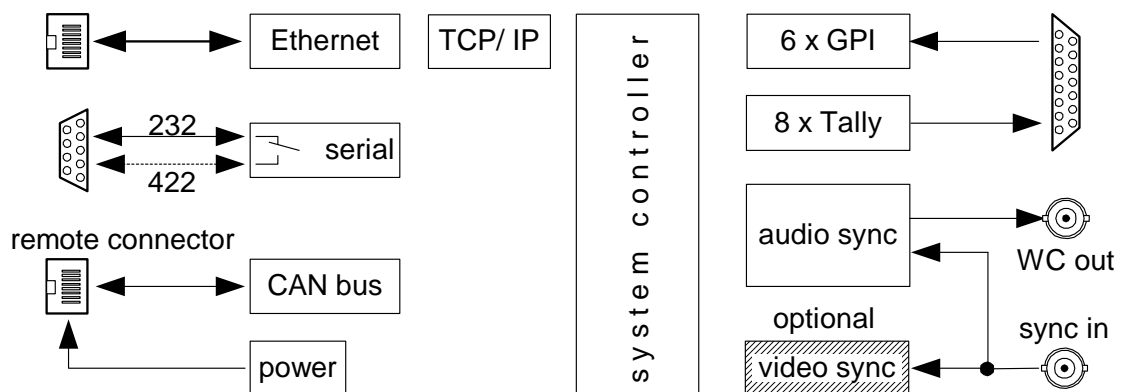 Ethernet
TCP/ IP
232
422
serial
remote connector
CAN bus
power
system controller
6 x GPI
8 x Tally
audio sync
WC out
optional
sync in
video sync